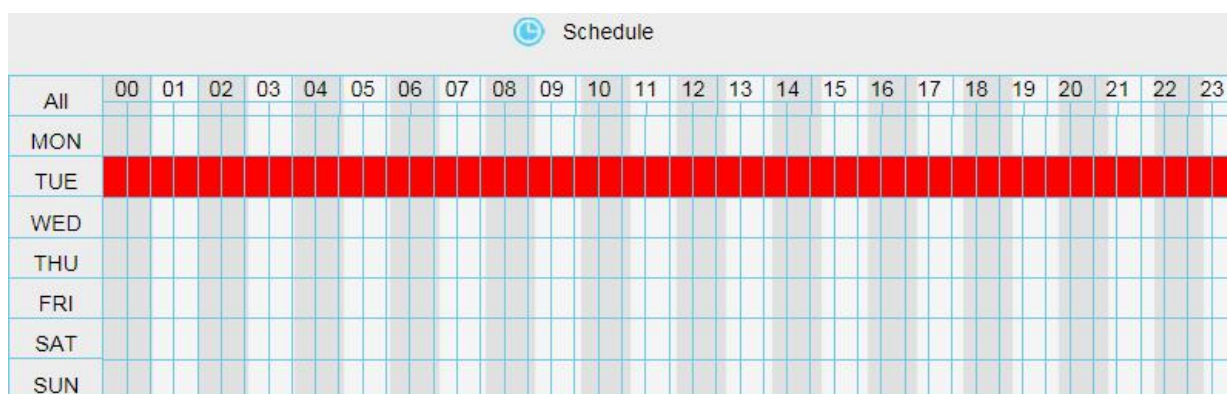 Schedule
All 00 01 02 03 04 05 06 07 08 09 10 11 12 13 14 15 16 17 18 19 20 21 22 23
MON
TUE
WED
THU
FRI
SAT
SUN